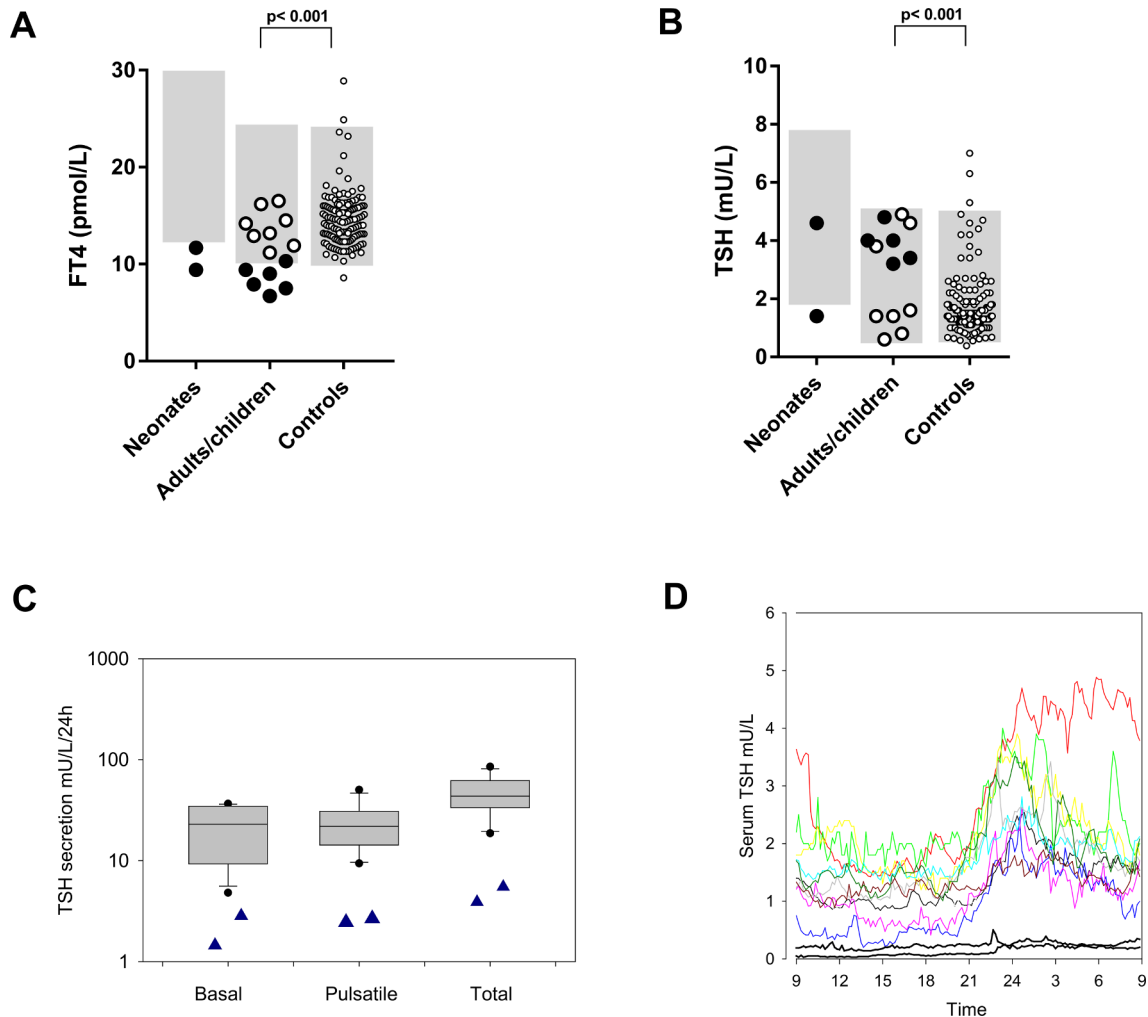 A
p< 0.001
FT4 (pmol/L)
30
20
10
0
Neonates
Adults/children
Controls
B
p< 0.001
TSH (mU/L)
10
8
6
4
2
0
Neonates
Adults/children
Controls
C
TSH secretion mU/L/24h
1000
100
10
1
Basal
Pulsatile
Total
D
Serum TSH mU/L
6
5
4
3
2
1
0
9 12 15 18 21 24 3 6 9
Time